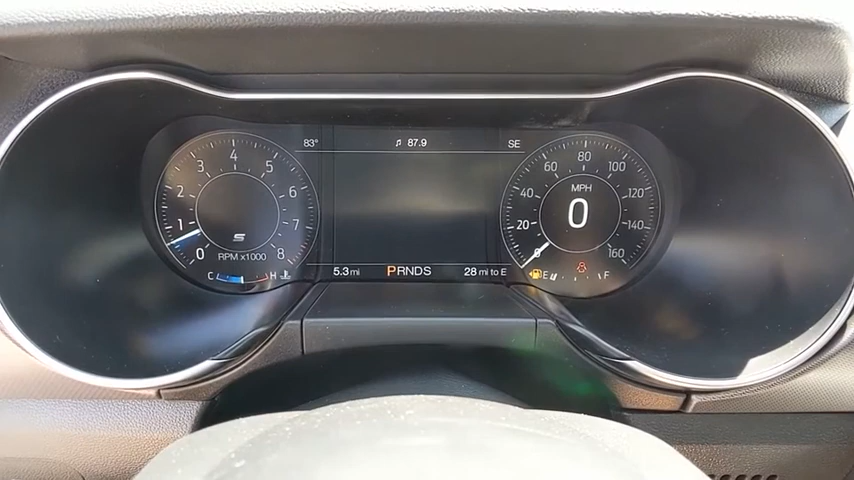 83° ♫ 87.9 SE
0 1 2 3 4 5 6 7 8
S
RPM x1000
C H
0 20 40 60 80 100 120 140 160
MPH
0
E F
5.3 mi PRNDS 28 mi to E